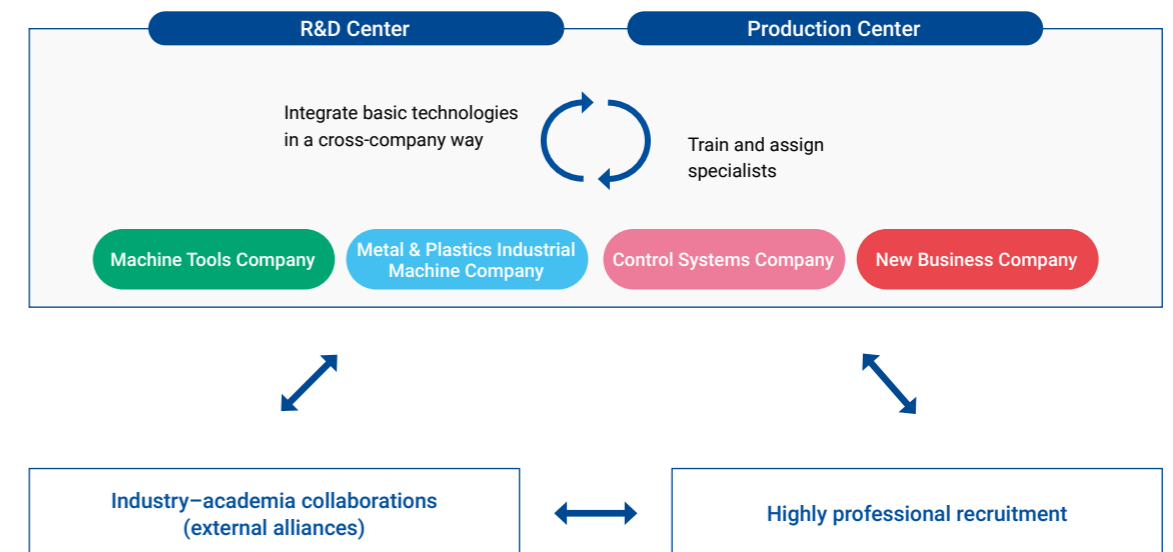 R&D Center
Production Center
Integrate basic technologies
in a cross-company way
Train and assign
specialists
Machine Tools Company
Metal & Plastics Industrial
Machine Company
Control Systems Company
New Business Company
Industry–academia collaborations
(external alliances)
Highly professional recruitment